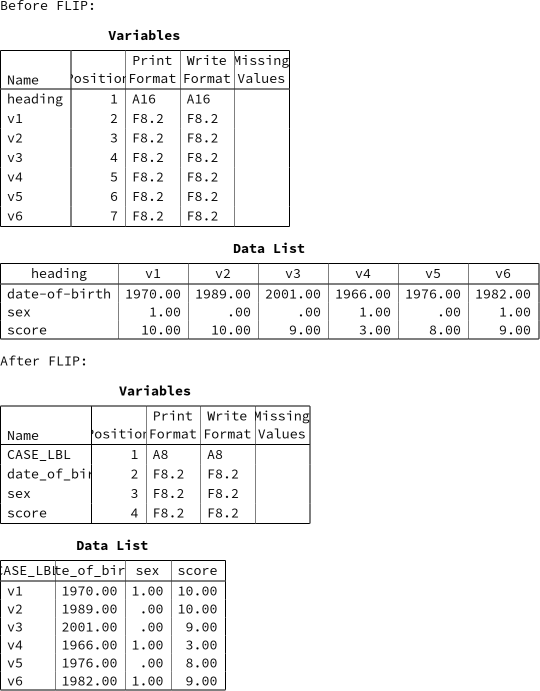 Before FLIP:
Variables
Print Write Missing
Name Position Format Format Values
heading 1 A16 A16
v1 2 F8.2 F8.2
v2 3 F8.2 F8.2
v3 4 F8.2 F8.2
v4 5 F8.2 F8.2
v5 6 F8.2 F8.2
v6 7 F8.2 F8.2
Data List
heading v1 v2 v3 v4 v5 v6
date-of-birth 1970.00 1989.00 2001.00 1966.00 1976.00 1982.00
sex 1.00 .00 .00 1.00 .00 1.00
score 10.00 10.00 9.00 3.00 8.00 9.00
After FLIP:
Variables
Print Write Missing
Name Position Format Format Values
CASE_LBL 1 A8 A8
date_of_bir 2 F8.2 F8.2
sex 3 F8.2 F8.2
score 4 F8.2 F8.2
Data List
CASE_LBL te_of_bir sex score
v1 1970.00 1.00 10.00
v2 1989.00 .00 10.00
v3 2001.00 .00 9.00
v4 1966.00 1.00 3.00
v5 1976.00 .00 8.00
v6 1982.00 1.00 9.00